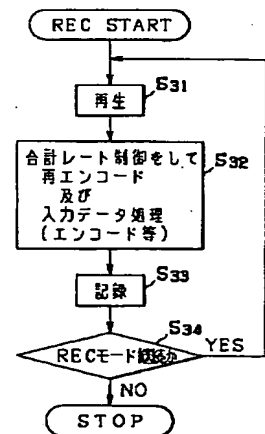 REC START
再生
S31
合計レート制御をして
再エンコード
及び
入力データ処理
(エンコード等)
S32
記録
S33
S34
RECモード継続か
YES
NO
STOP